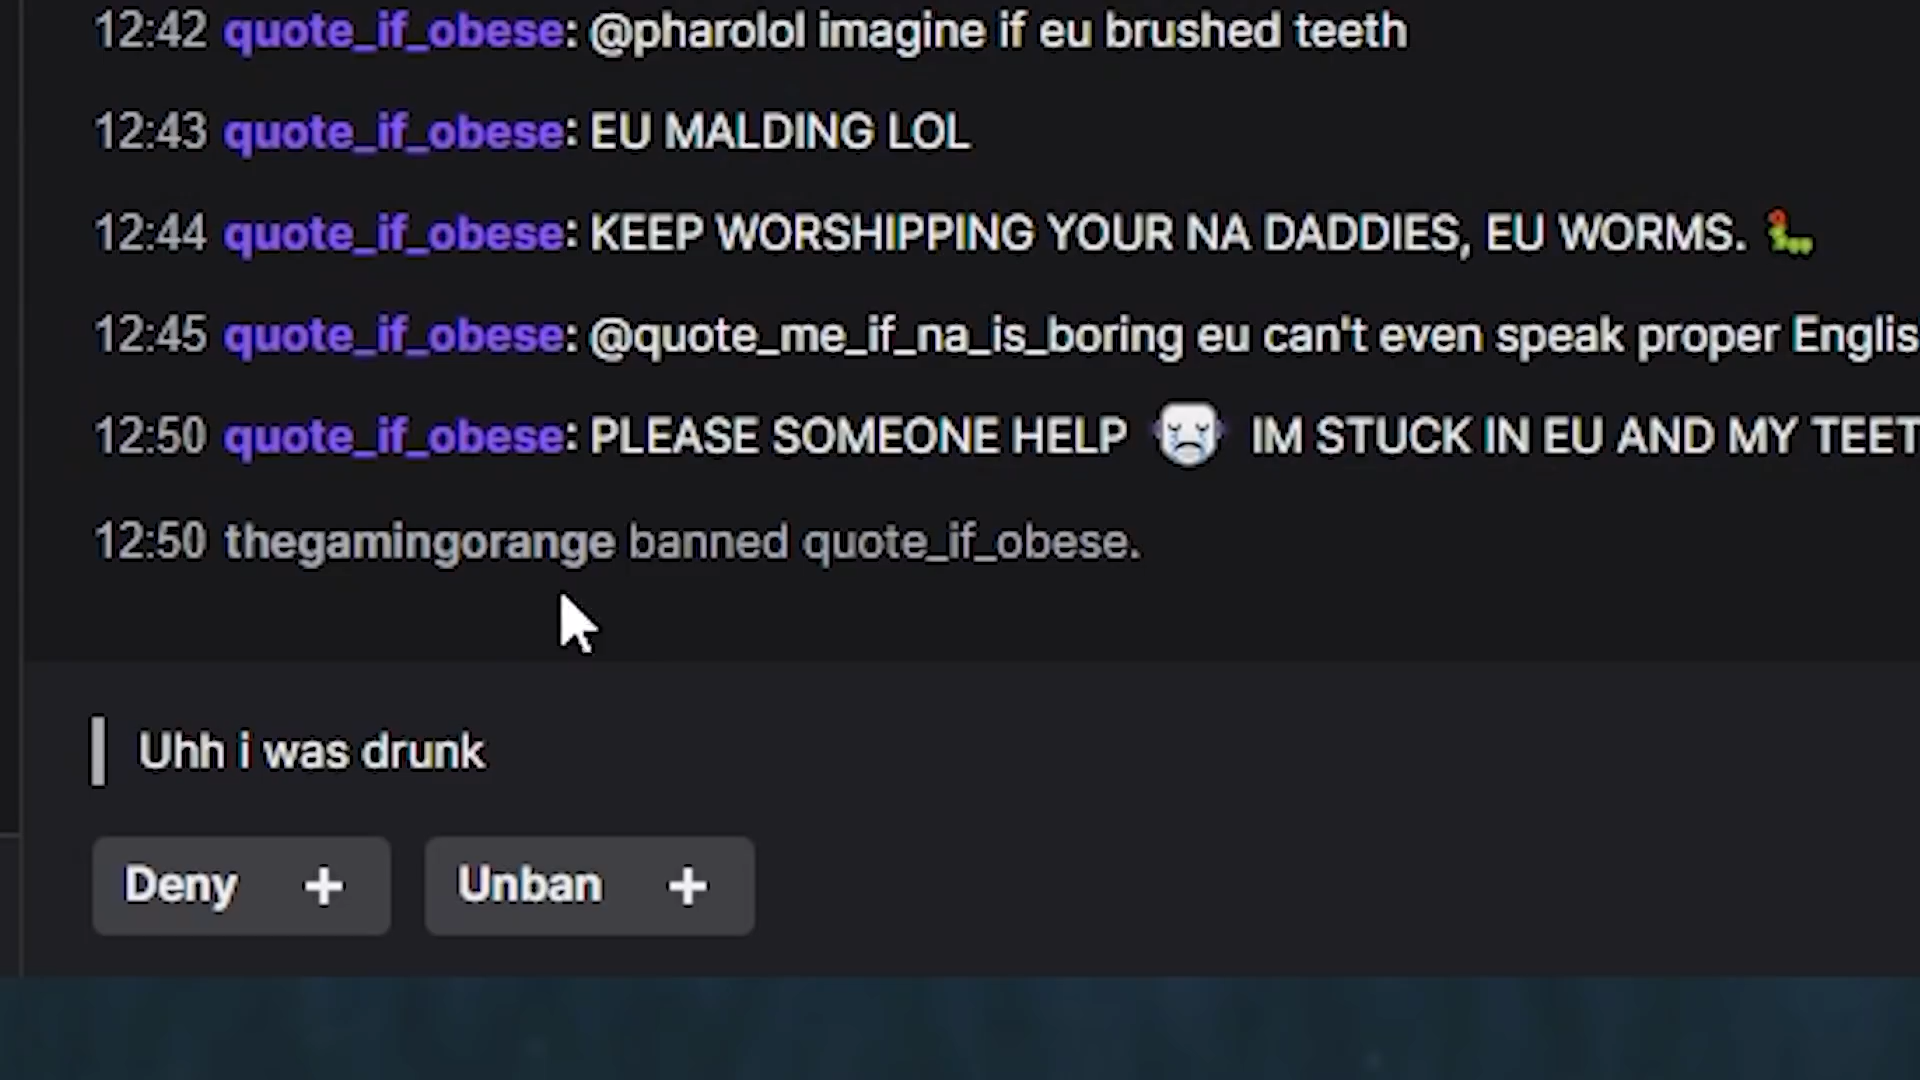 12:42 quote_if_obese: @pharolol imagine if eu brushed teeth
12:43 quote_if_obese: EU MALDING LOL
12:44 quote_if_obese: KEEP WORSHIPPING YOUR NA DADDIES, EU WORMS. 🐛
12:45 quote_if_obese: @quote_me_if_na_is_boring eu can't even speak proper Englis
12:50 quote_if_obese: PLEASE SOMEONE HELP IM STUCK IN EU AND MY TEET
12:50 thegamingorange banned quote_if_obese.
Uhh i was drunk
Deny +
Unban +